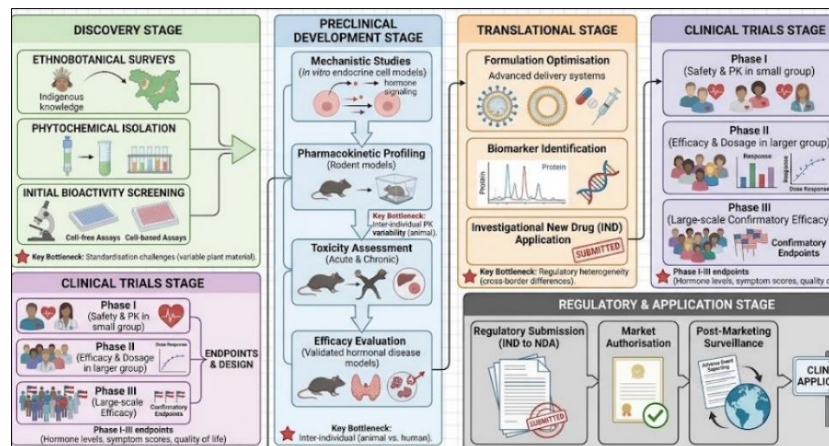 DISCOVERY STAGE
ETHNOBOTANICAL SURVEYS
Indigenous
knowledge
PHYTOCHEMICAL ISOLATION
INITIAL BIOACTIVITY SCREENING
Cell-free Assays
Cell-based Assays
Key Bottleneck: Standardisation challenges (variable plant material).
CLINICAL TRIALS STAGE
Phase I
(Safety & PK in
small group)
Phase II
(Efficacy & Dosage
in larger group)
Dose Response
Phase III
(Large-scale
Efficacy)
Confirmatory
Endpoints
ENDPOINTS
& DESIGN
Phase I-III endpoints
(Hormone levels, symptom scores, quality of life)
PRECLINICAL
DEVELOPMENT STAGE
Mechanistic Studies
(In vitro endocrine cell models)
hormone
signaling
Pharmacokinetic Profiling
(Rodent models)
Key Bottleneck:
Inter-individual PK
variability (animal).
Toxicity Assessment
(Acute & Chronic)
Efficacy Evaluation
(Validated hormonal disease
models)
Key Bottleneck:
Inter-individual (animal vs. human).
TRANSLATIONAL STAGE
Formulation Optimisation
Advanced delivery systems
Biomarker Identification
Protein
Protein
Investigational New Drug (IND)
Application
SUBMITTED
Key Bottleneck: Regulatory heterogeneity
(cross-border differences).
CLINICAL TRIALS STAGE
Phase I
(Safety & PK in small group)
Phase II
(Efficacy & Dosage in larger group)
Response
Response
Dose Response
Phase III
(Large-scale Confirmatory Efficacy)
Confirmatory
Endpoints
Phase I-III endpoints
(Hormone levels, symptom scores, quality o
REGULATORY & APPLICATION STAGE
Regulatory Submission
(IND to NDA)
SUBMITTED
Market
Authorisation
Post-Marketing
Surveillance
Adverse Event
Reporting
CLIN
APPLIC